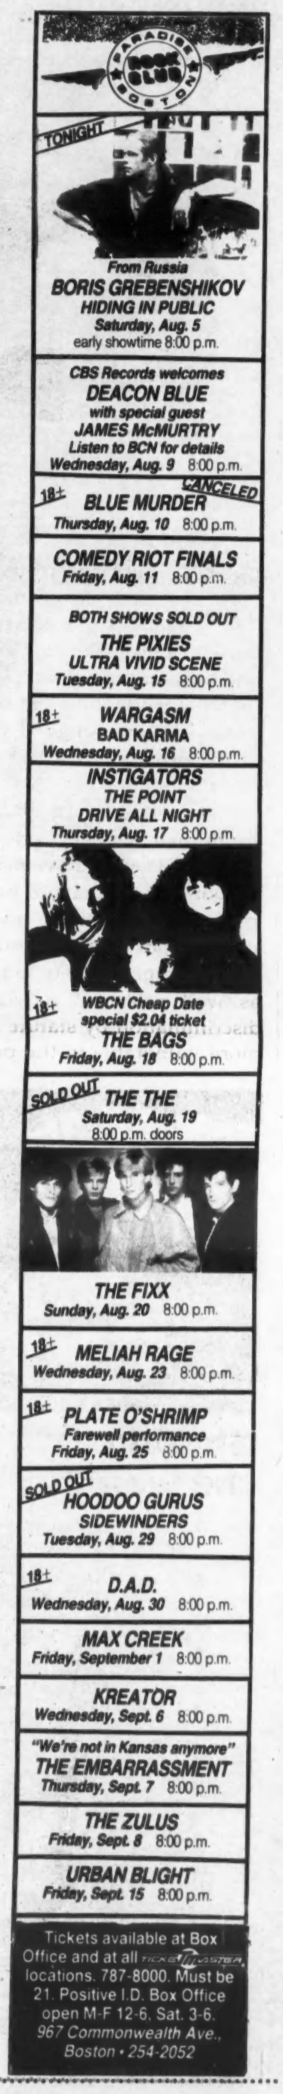 PARADISE
ROCK
CLUB
BOSTON
TONIGHT
From Russia
BORIS GREBENSHIKOV
HIDING IN PUBLIC
Saturday, Aug. 5
early showtime 8:00 p.m.
CBS Records welcomes
DEACON BLUE
with special guest
JAMES McMURTRY
Listen to BCN for details
Wednesday, Aug. 9 8:00 p.m.
CANCELED
18+
BLUE MURDER
Thursday, Aug. 10 8:00 p.m.
COMEDY RIOT FINALS
Friday, Aug. 11 8:00 p.m.
BOTH SHOWS SOLD OUT
THE PIXIES
ULTRA VIVID SCENE
Tuesday, Aug. 15 8:00 p.m.
18+
WARGASM
BAD KARMA
Wednesday, Aug. 16 8:00 p.m.
INSTIGATORS
THE POINT
DRIVE ALL NIGHT
Thursday, Aug. 17 8:00 p.m.
18+
WBCN Cheap Date
special $2.04 ticket
THE BAGS
Friday, Aug. 18 8:00 p.m.
SOLD OUT
THE THE
Saturday, Aug. 19
8:00 p.m. doors
THE FIXX
Sunday, Aug. 20 8:00 p.m.
18+
MELIAH RAGE
Wednesday, Aug. 23 8:00 p.m.
18+
PLATE O'SHRIMP
Farewell performance
Friday, Aug. 25 8:00 p.m.
SOLD OUT
HOODOO GURUS
SIDEWINDERS
Tuesday, Aug. 29 8:00 p.m.
18+
D.A.D.
Wednesday, Aug. 30 8:00 p.m.
MAX CREEK
Friday, September 1 8:00 p.m.
KREATOR
Wednesday, Sept. 6 8:00 p.m.
"We're not in Kansas anymore"
THE EMBARRASSMENT
Thursday, Sept. 7 8:00 p.m.
THE ZULUS
Friday, Sept. 8 8:00 p.m.
URBAN BLIGHT
Friday, Sept. 15 8:00 p.m.
Tickets available at Box
Office and at all TICKETMASTER
locations. 787-8000. Must be
21. Positive I.D. Box Office
open M-F 12-6, Sat. 3-6.
967 Commonwealth Ave.,
Boston • 254-2052